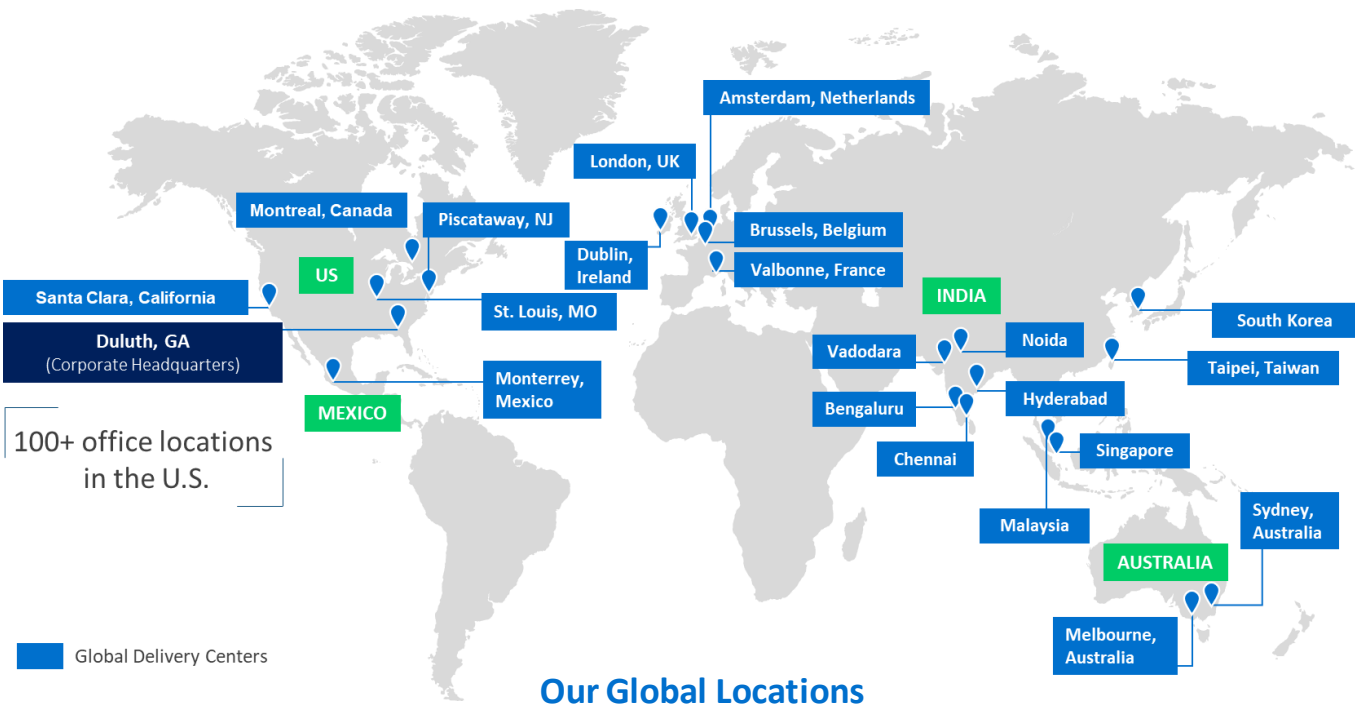 Amsterdam, Netherlands
London, UK
Montreal, Canada
Piscataway, NJ
Brussels, Belgium
Dublin,
Ireland
Valbonne, France
US
INDIA
Santa Clara, California
St. Louis, MO
South Korea
Duluth, GA
(Corporate Headquarters)
Vadodara
Noida
Taipei, Taiwan
Monterrey,
Mexico
MEXICO
Bengaluru
Hyderabad
100+ office locations
in the U.S.
Chennai
Singapore
Malaysia
Sydney,
Australia
AUSTRALIA
Melbourne,
Australia
Global Delivery Centers
Our Global Locations